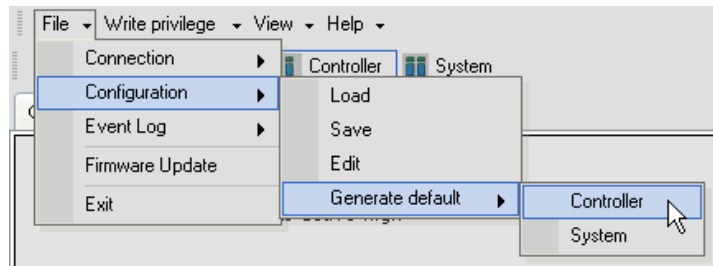 File Write privilege View Help
Connection Controller System
Configuration Load
Event Log Save
Firmware Update Edit
Exit Generate default Controller
System